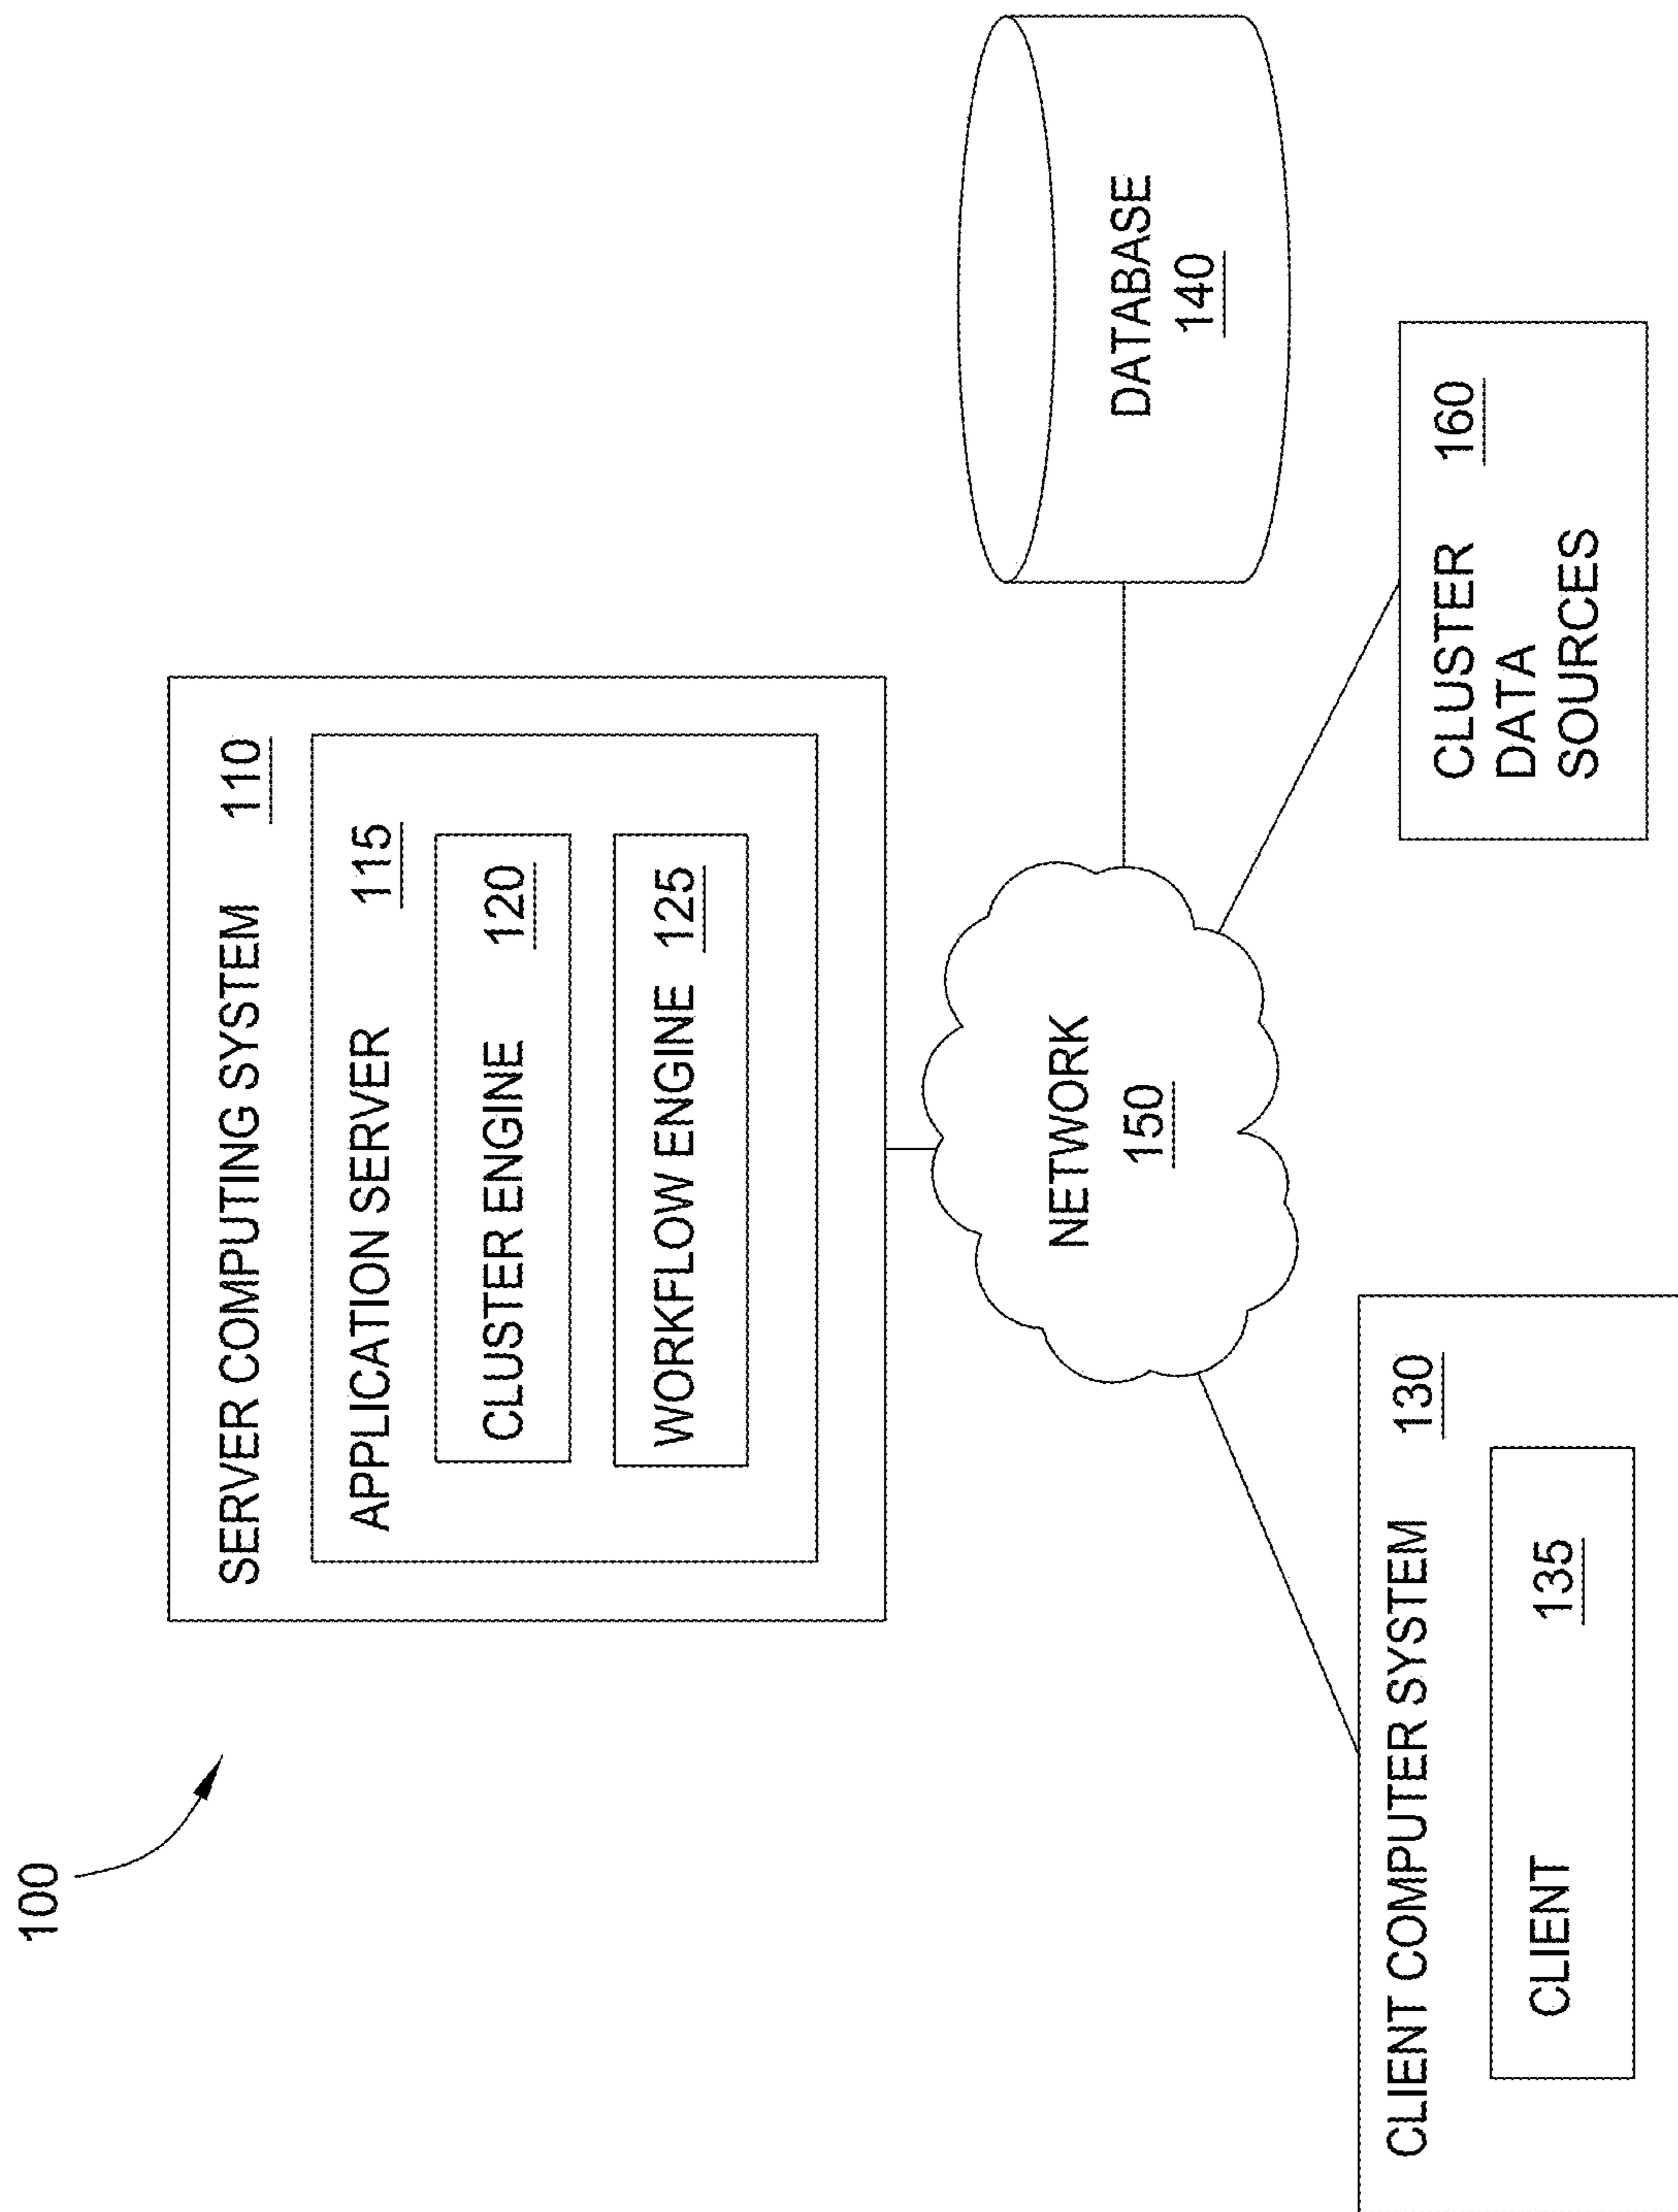 100
SERVER COMPUTING SYSTEM 110
APPLICATION SERVER 115
CLUSTER ENGINE 120
WORKFLOW ENGINE 125
NETWORK
150
DATABASE
140
CLIENT COMPUTER SYSTEM 130
CLIENT 135
CLUSTER 160
DATA
SOURCES